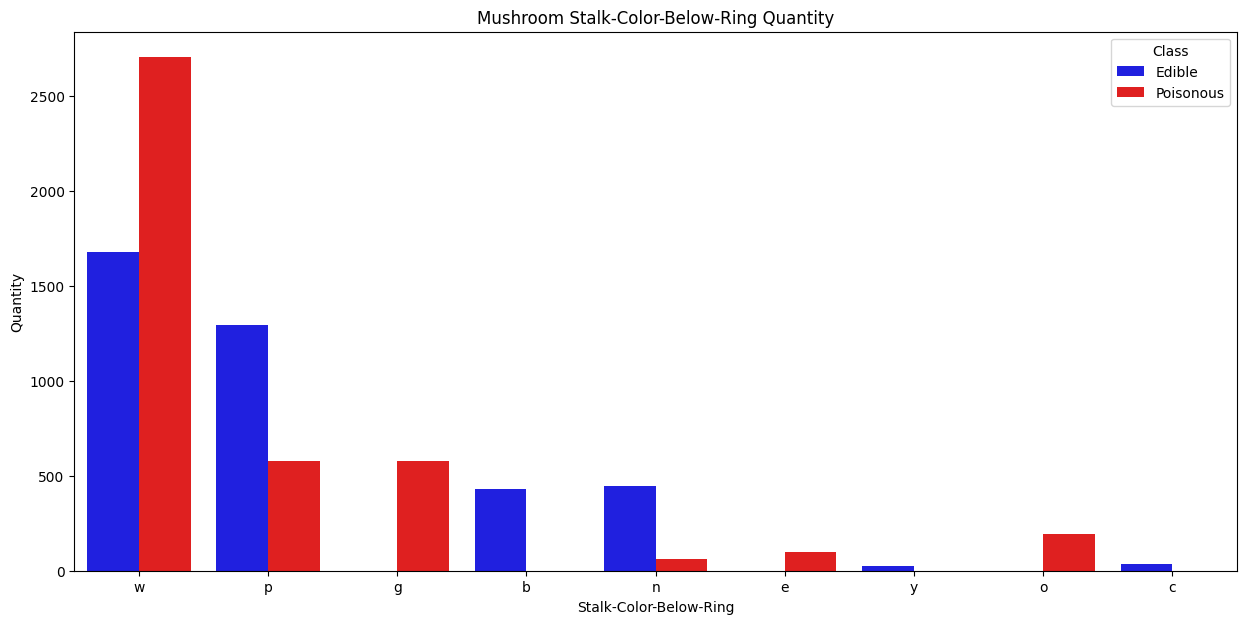 Mushroom Stalk-Color-Below-Ring Quantity
Class
Edible
Poisonous
Quantity
2500
2000
1500
1000
500
0
w p g b n e y o c
Stalk-Color-Below-Ring